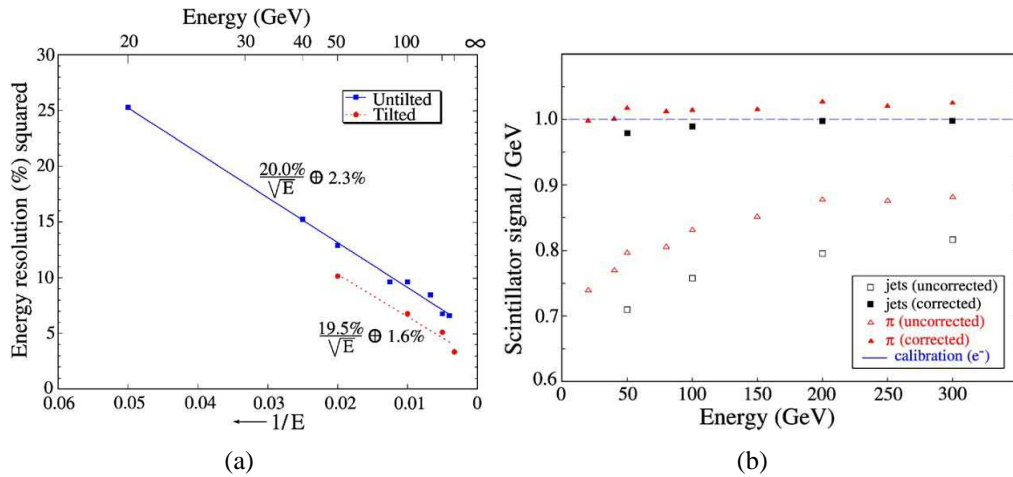 Energy (GeV)
20 30 40 50 100 ∞
Energy resolution (%) squared
30
25
20
15
10
5
0
Untilted
Tilted
20.0%
√E ⊕ 2.3%
19.5%
√E ⊕ 1.6%
0.06 0.05 0.04 0.03 0.02 0.01 0
← 1/E
(a)
Scintillator signal / GeV
1.0
0.9
0.8
0.7
0.6
jets (uncorrected)
jets (corrected)
π (uncorrected)
π (corrected)
calibration (e⁻)
0 50 100 150 200 250 300
Energy (GeV)
(b)